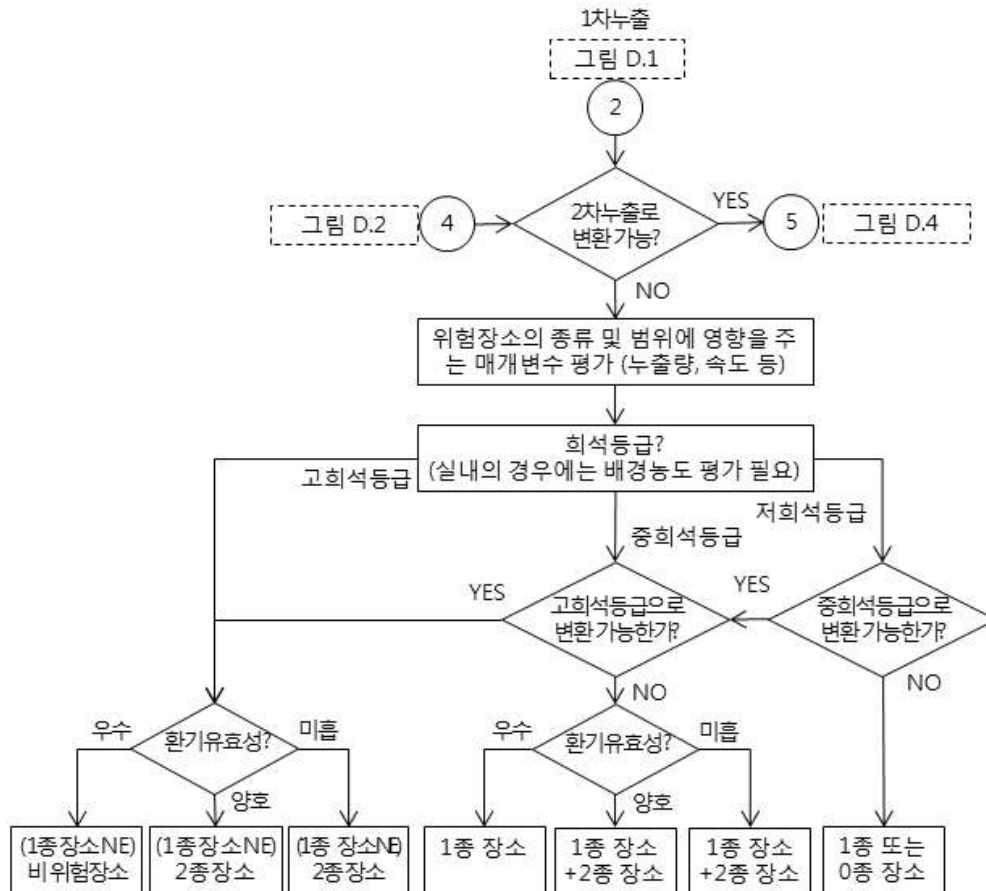 1차누출
그림 D.1
2
그림 D.2
4
2차누출로
변환 가능?
YES
5
그림 D.4
NO
위험장소의 종류 및 범위에 영향을 주
는 매개변수 평가 (누출량, 속도 등)
희석등급?
(실내의 경우에는 배경농도 평가 필요)
고희석등급
중희석등급
저희석등급
YES
고희석등급으로
변환 가능한가?
YES
중희석등급으로
변환 가능한가?
NO
NO
우수
환기유효성?
미흡
양호
우수
환기유효성?
미흡
양호
(1종장소NE)
비위험장소
(1종장소NE)
2종장소
(1종 장소NE)
2종장소
1종 장소
1종 장소
+2종 장소
1종 장소
+2종 장소
1종 또는
0종 장소